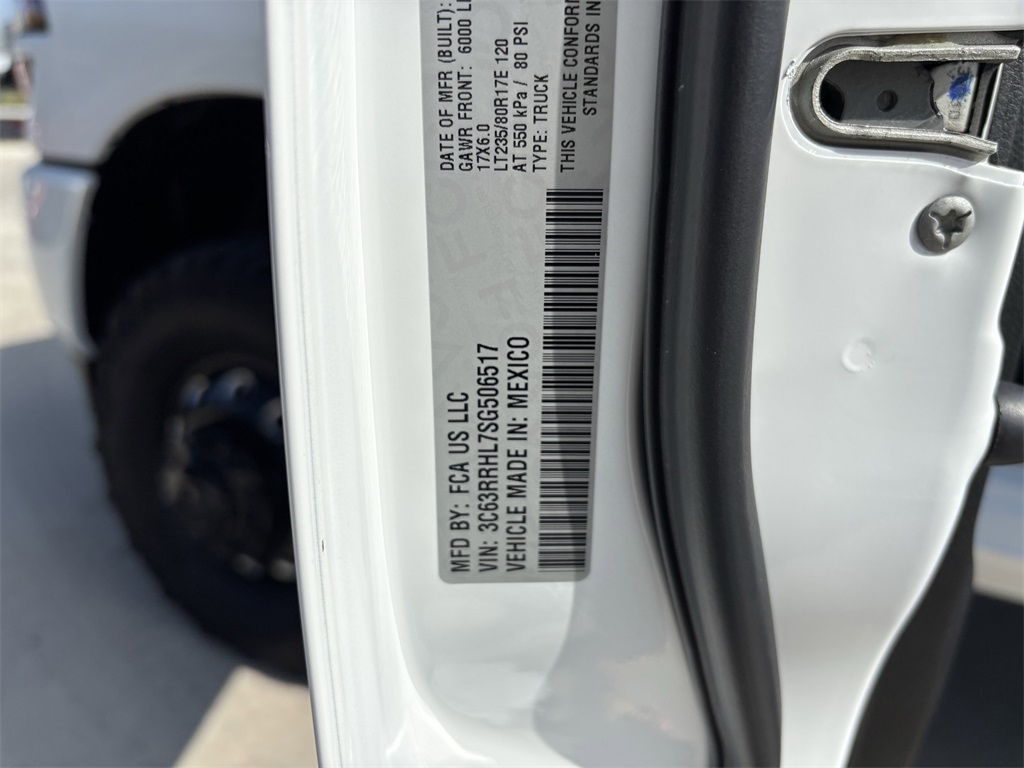 MFD BY: FCA US LLC
VIN: 3C63RRHL7SG506517
VEHICLE MADE IN: MEXICO
DATE OF MFR (BUILT):
GAWR FRONT: 6000 L
17X6.0
LT235/80R17E 120
AT 550 kPa / 80 PSI
TYPE: TRUCK
THIS VEHICLE CONFOR
STANDARDS IN